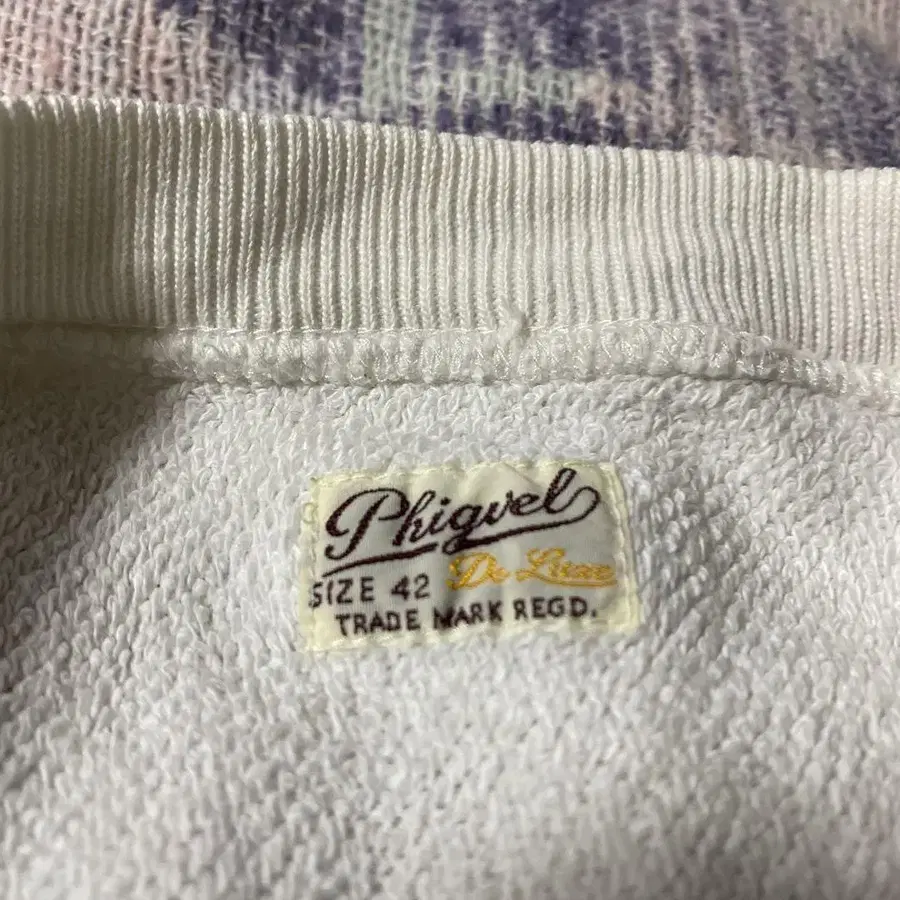 Phigvel
De Luxe
SIZE 42
TRADE MARK REGD.